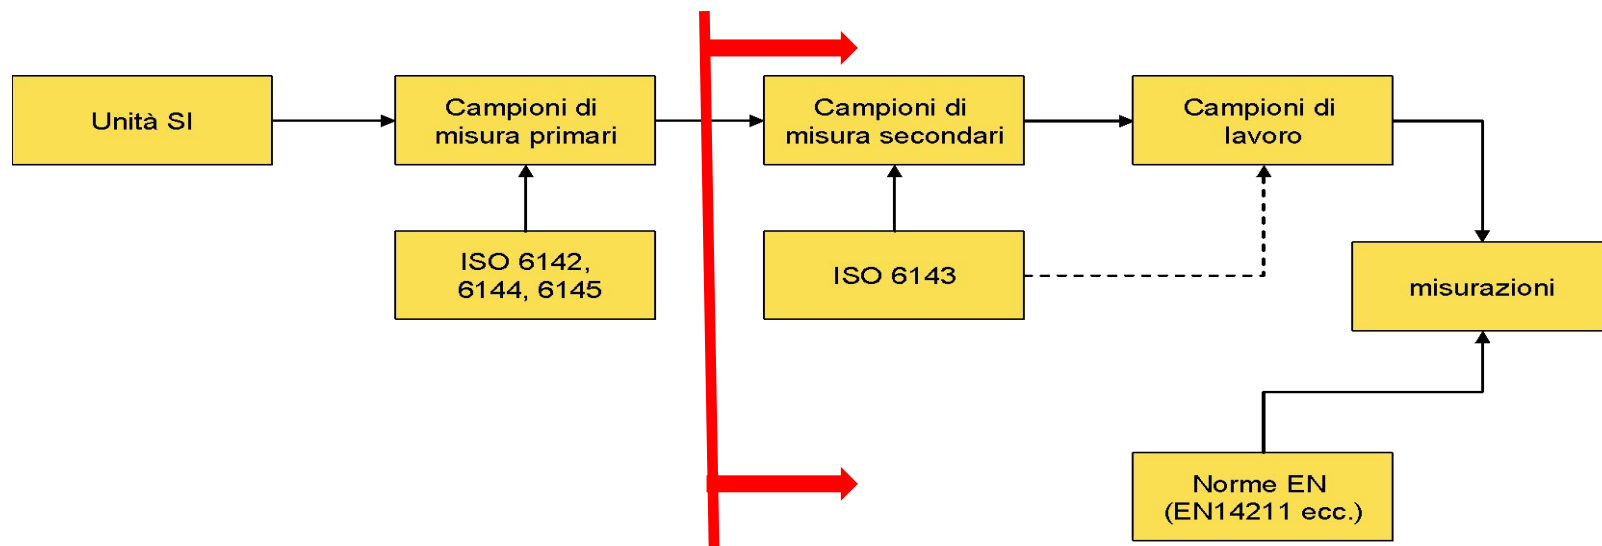 Unità SI
Campioni di
misura primari
Campioni di
misura secondari
Campioni di
lavoro
ISO 6142,
6144, 6145
ISO 6143
misurazioni
Norme EN
(EN14211 ecc.)